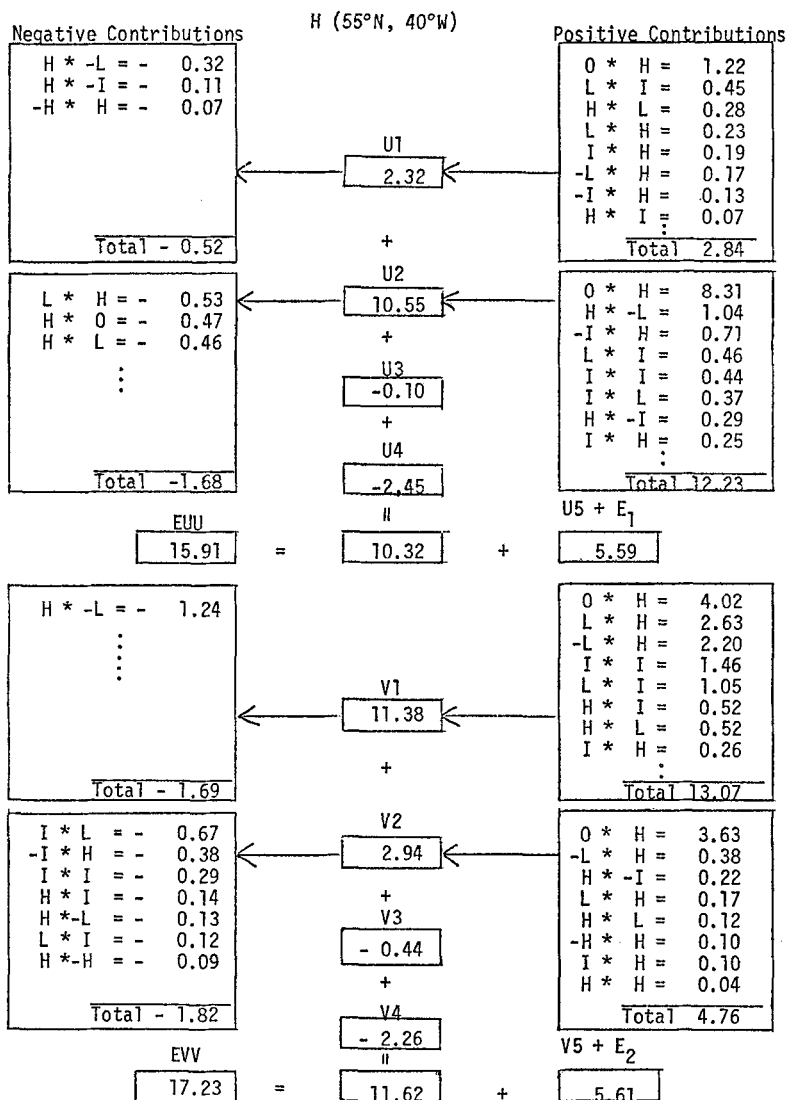 H (55°N, 40°W)
Negative Contributions
H * -L = - 0.32
H * -I = - 0.11
-H * H = - 0.07
Total - 0.52
U1
2.32
+
Positive Contributions
O * H = 1.22
L * I = 0.45
H * L = 0.28
L * H = 0.23
I * H = 0.19
-L * H = 0.17
-I * H = 0.13
H * I = 0.07
⋮
Total 2.84
L * H = - 0.53
H * O = - 0.47
H * L = - 0.46
⋮
Total -1.68
U2
10.55
+
U3
-0.10
+
U4
-2.45
O * H = 8.31
H * -L = 1.04
-I * H = 0.71
L * I = 0.46
I * I = 0.44
I * L = 0.37
H * -I = 0.29
I * H = 0.25
⋮
Total 12.23
EUU = U5 + E1
15.91 = 10.32 + 5.59
H * -L = - 1.24
⋮
Total - 1.69
V1
11.38
+
O * H = 4.02
L * H = 2.63
-L * H = 2.20
I * I = 1.46
L * I = 1.05
H * I = 0.52
H * L = 0.52
I * H = 0.26
⋮
Total 13.07
I * L = - 0.67
-I * H = - 0.38
I * I = - 0.29
H * I = - 0.14
H *-L = - 0.13
L * I = - 0.12
H *-H = - 0.09
Total - 1.82
V2
2.94
+
V3
- 0.44
+
V4
- 2.26
O * H = 3.63
-L * H = 0.38
H * -I = 0.22
L * H = 0.17
H * L = 0.12
-H * H = 0.10
I * H = 0.10
H * H = 0.04
Total 4.76
EVV = V5 + E2
17.23 = 11.62 + 5.61